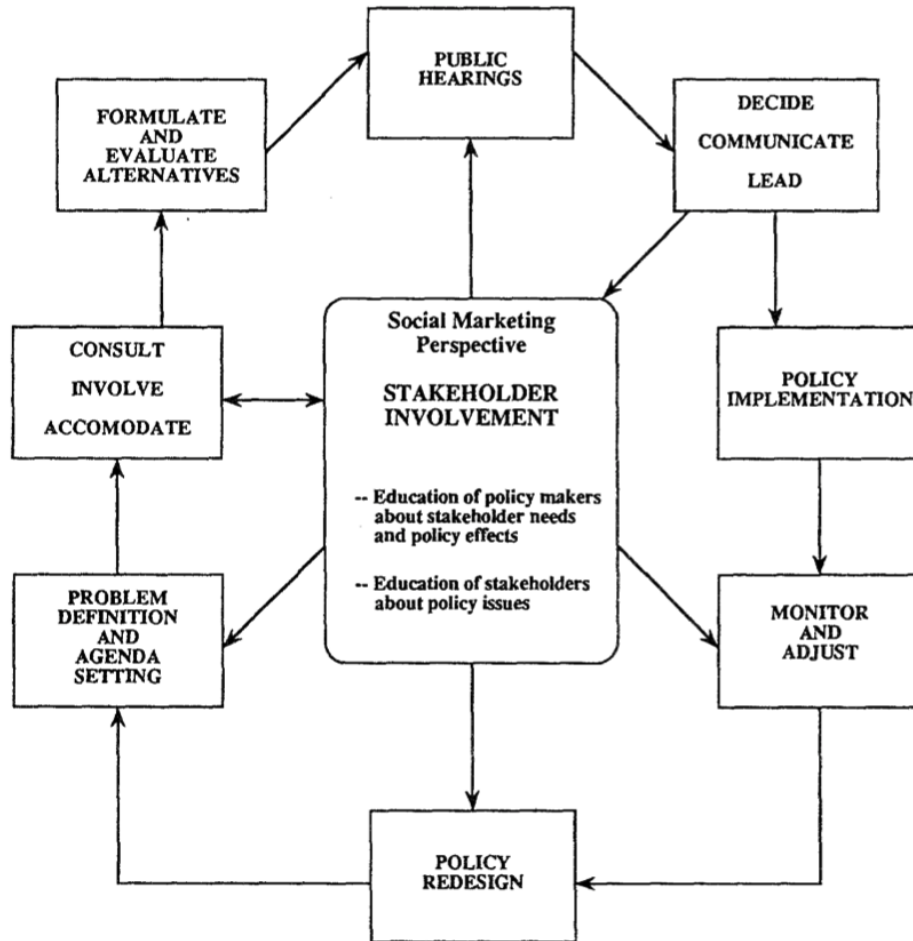 PUBLIC
HEARINGS
FORMULATE
AND
EVALUATE
ALTERNATIVES
DECIDE
COMMUNICATE
LEAD
Social Marketing
Perspective
STAKEHOLDER
INVOLVEMENT
-- Education of policy makers
about stakeholder needs
and policy effects
-- Education of stakeholders
about policy issues
CONSULT
INVOLVE
ACCOMODATE
POLICY
IMPLEMENTATION
PROBLEM
DEFINITION
AND
AGENDA
SETTING
MONITOR
AND
ADJUST
POLICY
REDESIGN